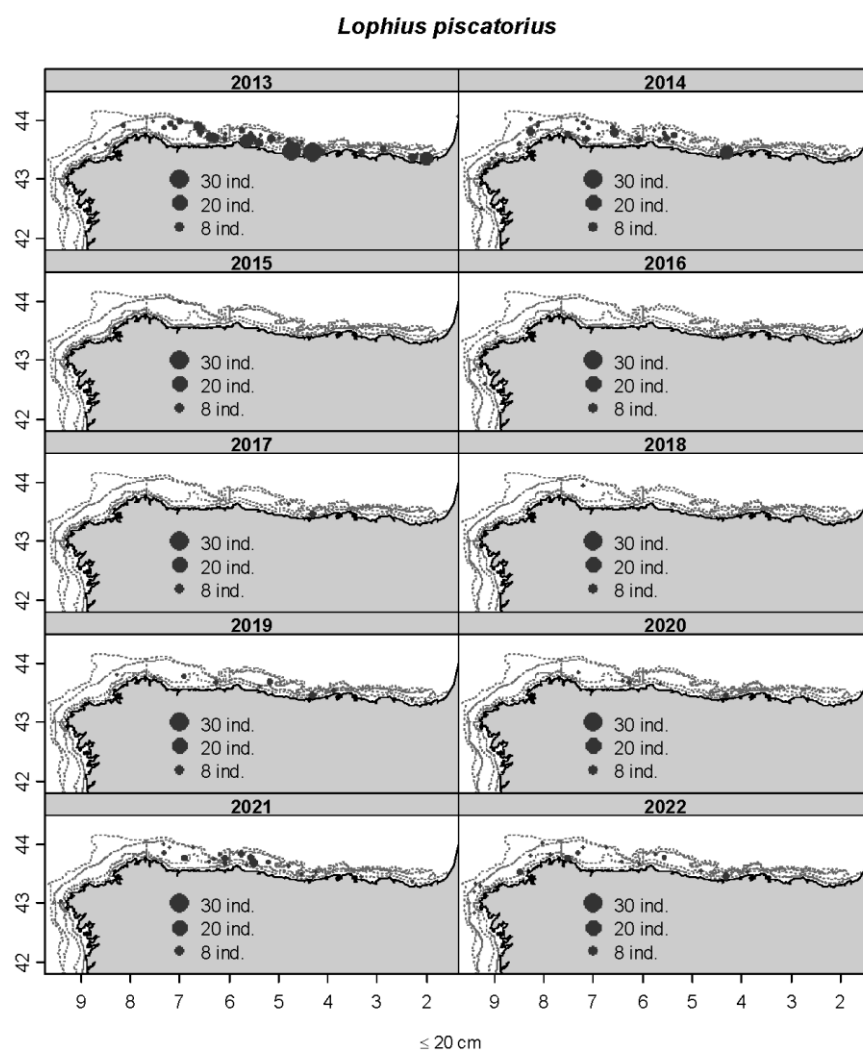 Lophius piscatorius
2013 2014
44
43
42
30 ind. 30 ind.
20 ind. 20 ind.
8 ind. 8 ind.
2015 2016
44
43
42
30 ind. 30 ind.
20 ind. 20 ind.
8 ind. 8 ind.
2017 2018
44
43
42
30 ind. 30 ind.
20 ind. 20 ind.
8 ind. 8 ind.
2019 2020
44
43
42
30 ind. 30 ind.
20 ind. 20 ind.
8 ind. 8 ind.
2021 2022
44
43
42
30 ind. 30 ind.
20 ind. 20 ind.
8 ind. 8 ind.
9 8 7 6 5 4 3 2 9 8 7 6 5 4 3 2
≤ 20 cm